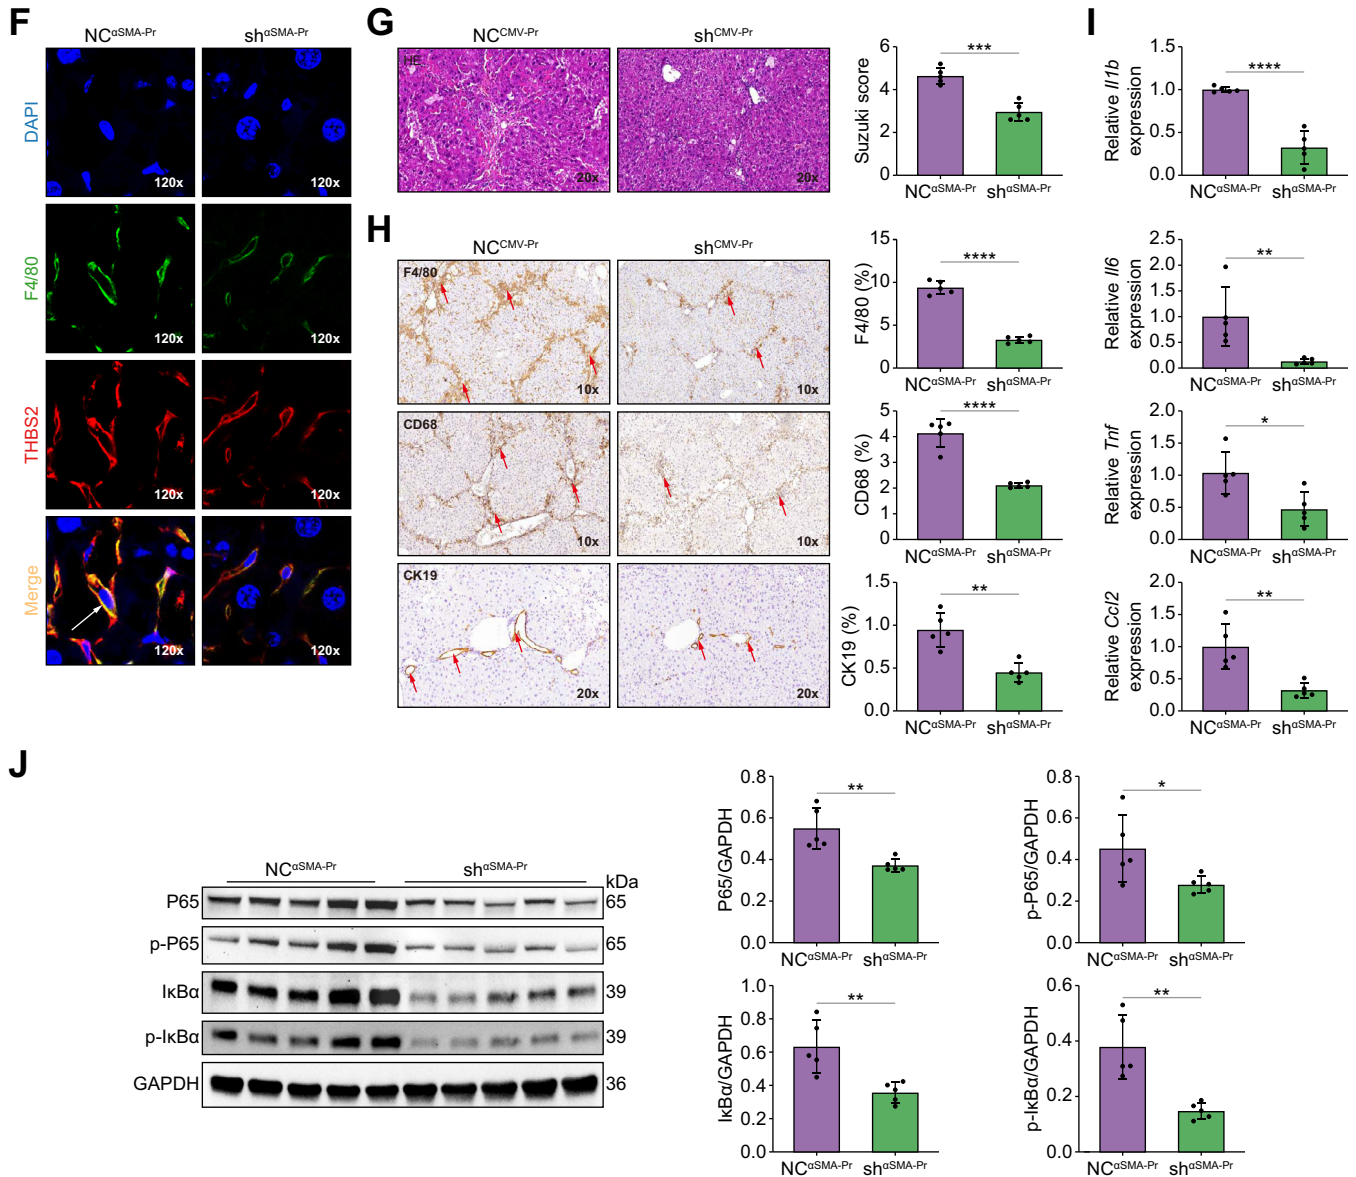 F
NCαSMA-Pr
shαSMA-Pr
DAPI
120x
120x
F4/80
120x
120x
THBS2
120x
120x
Merge
120x
120x
G
NCCMV-Pr
shCMV-Pr
HE
20x
20x
Suzuki score
6
4
2
0
***
NCαSMA-Pr
shαSMA-Pr
H
NCCMV-Pr
shCMV-Pr
F4/80
10x
10x
CD68
10x
10x
CK19
20x
20x
F4/80 (%)
15
10
5
0
****
NCαSMA-Pr
shαSMA-Pr
CD68 (%)
5
4
3
2
1
0
****
NCαSMA-Pr
shαSMA-Pr
CK19 (%)
1.0
0.5
0.0
**
NCαSMA-Pr
shαSMA-Pr
I
Relative Il1b
expression
1.5
1.0
0.5
0.0
****
NCαSMA-Pr
shαSMA-Pr
Relative Il6
expression
2.5
2.0
1.5
1.0
0.5
0.0
**
NCαSMA-Pr
shαSMA-Pr
Relative Tnf
expression
2.0
1.5
1.0
0.5
0.0
*
NCαSMA-Pr
shαSMA-Pr
Relative Ccl2
expression
2.0
1.5
1.0
0.5
0.0
**
NCαSMA-Pr
shαSMA-Pr
J
NCαSMA-Pr
shαSMA-Pr
kDa
P65
65
p-P65
65
IκBα
39
p-IκBα
39
GAPDH
36
P65/GAPDH
0.8
0.6
0.4
0.2
0.0
**
NCαSMA-Pr
shαSMA-Pr
p-P65/GAPDH
0.8
0.6
0.4
0.2
0.0
*
NCαSMA-Pr
shαSMA-Pr
IκBα/GAPDH
1.0
0.8
0.6
0.4
0.2
0
**
NCαSMA-Pr
shαSMA-Pr
p-IκBα/GAPDH
0.6
0.4
0.2
0
**
NCαSMA-Pr
shαSMA-Pr